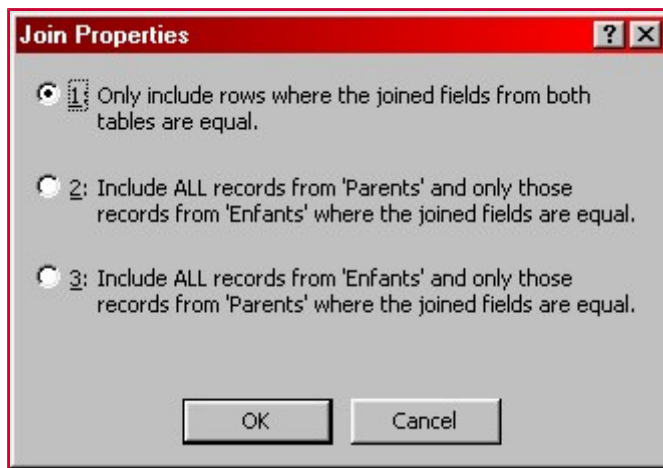 Join Properties
1: Only include rows where the joined fields from both
tables are equal.
2: Include ALL records from 'Parents' and only those
records from 'Enfants' where the joined fields are equal.
3: Include ALL records from 'Enfants' and only those
records from 'Parents' where the joined fields are equal.
OK Cancel